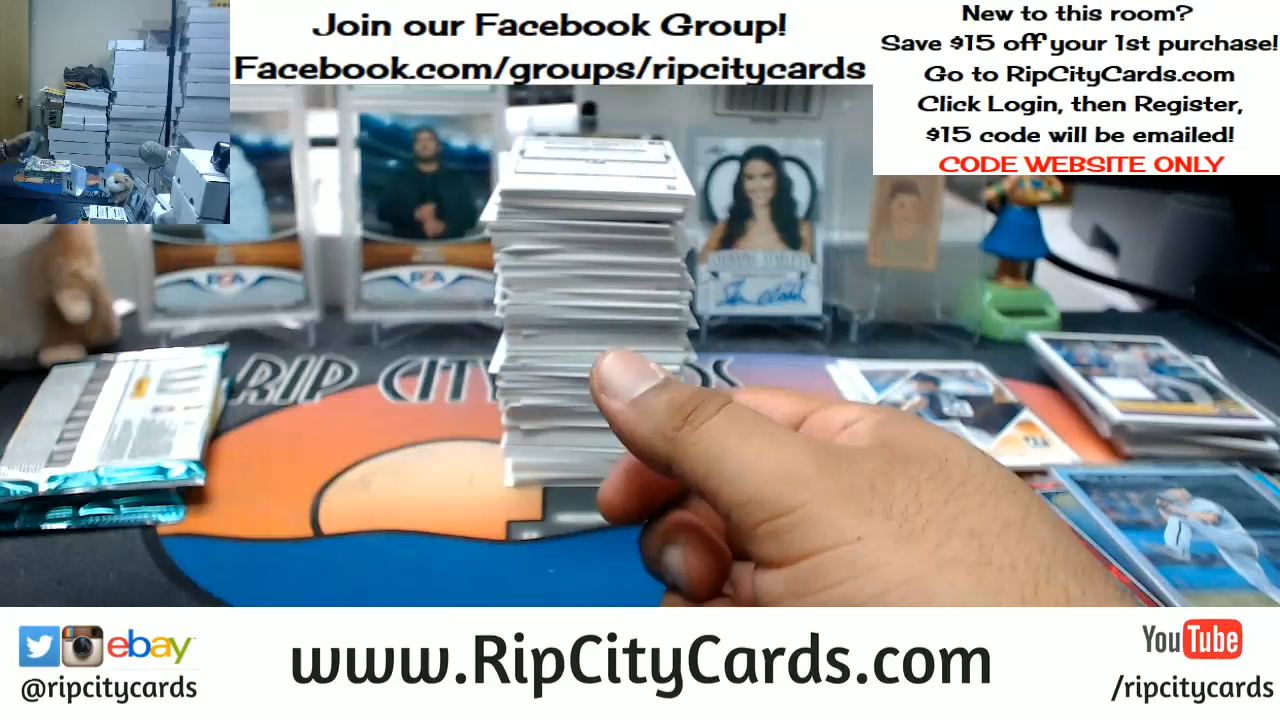 Join our Facebook Group!
Facebook.com/groups/ripcitycards
New to this room?
Save $15 off your 1st purchase!
Go to RipCityCards.com
Click Login, then Register,
$15 code will be emailed!
CODE WEBSITE ONLY
RIP CITY
ebay
@ripcitycards
www.RipCityCards.com
YouTube
/ripcitycards